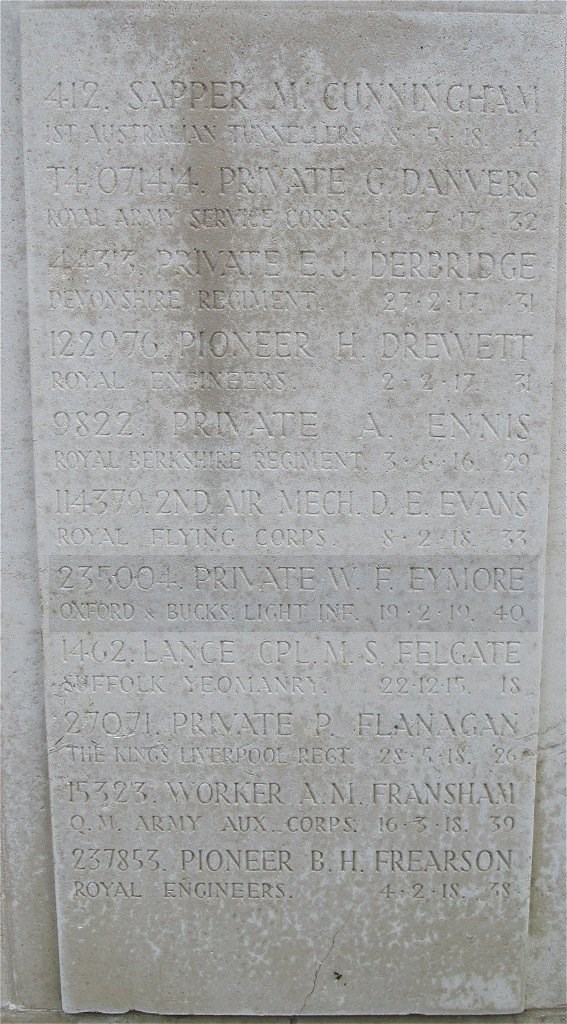 412. SAPPER M. CUNNINGHAM
1ST AUSTRALIAN TUNNELLERS. 8·5·18. 14
T4/071414. PRIVATE G. DANVERS
ROYAL ARMY SERVICE CORPS. 1·7·17. 32
44313. PRIVATE E. J. DERBRIDGE
DEVONSHIRE REGIMENT. 27·2·17. 31
122976. PIONEER H. DREWETT
ROYAL ENGINEERS. 2·2·17. 31
9822. PRIVATE A. ENNIS
ROYAL BERKSHIRE REGIMENT. 3·6·16. 29
114379. 2ND. AIR MECH. D. E. EVANS
ROYAL FLYING CORPS. 8·2·18. 33
235004. PRIVATE W. F. EYMORE
OXFORD & BUCKS. LIGHT INF. 19·2·19. 40
1462. LANCE CPL. M. S. FELGATE
SUFFOLK YEOMANRY. 22·12·15. 18
27071. PRIVATE P. FLANAGAN
THE KINGS LIVERPOOL REGT. 28·5·18. 26
15323. WORKER A. M. FRANSHAM
Q. M. ARMY AUX. CORPS. 16·3·18. 39
237853. PIONEER B. H. FREARSON
ROYAL ENGINEERS. 4·2·18. 38